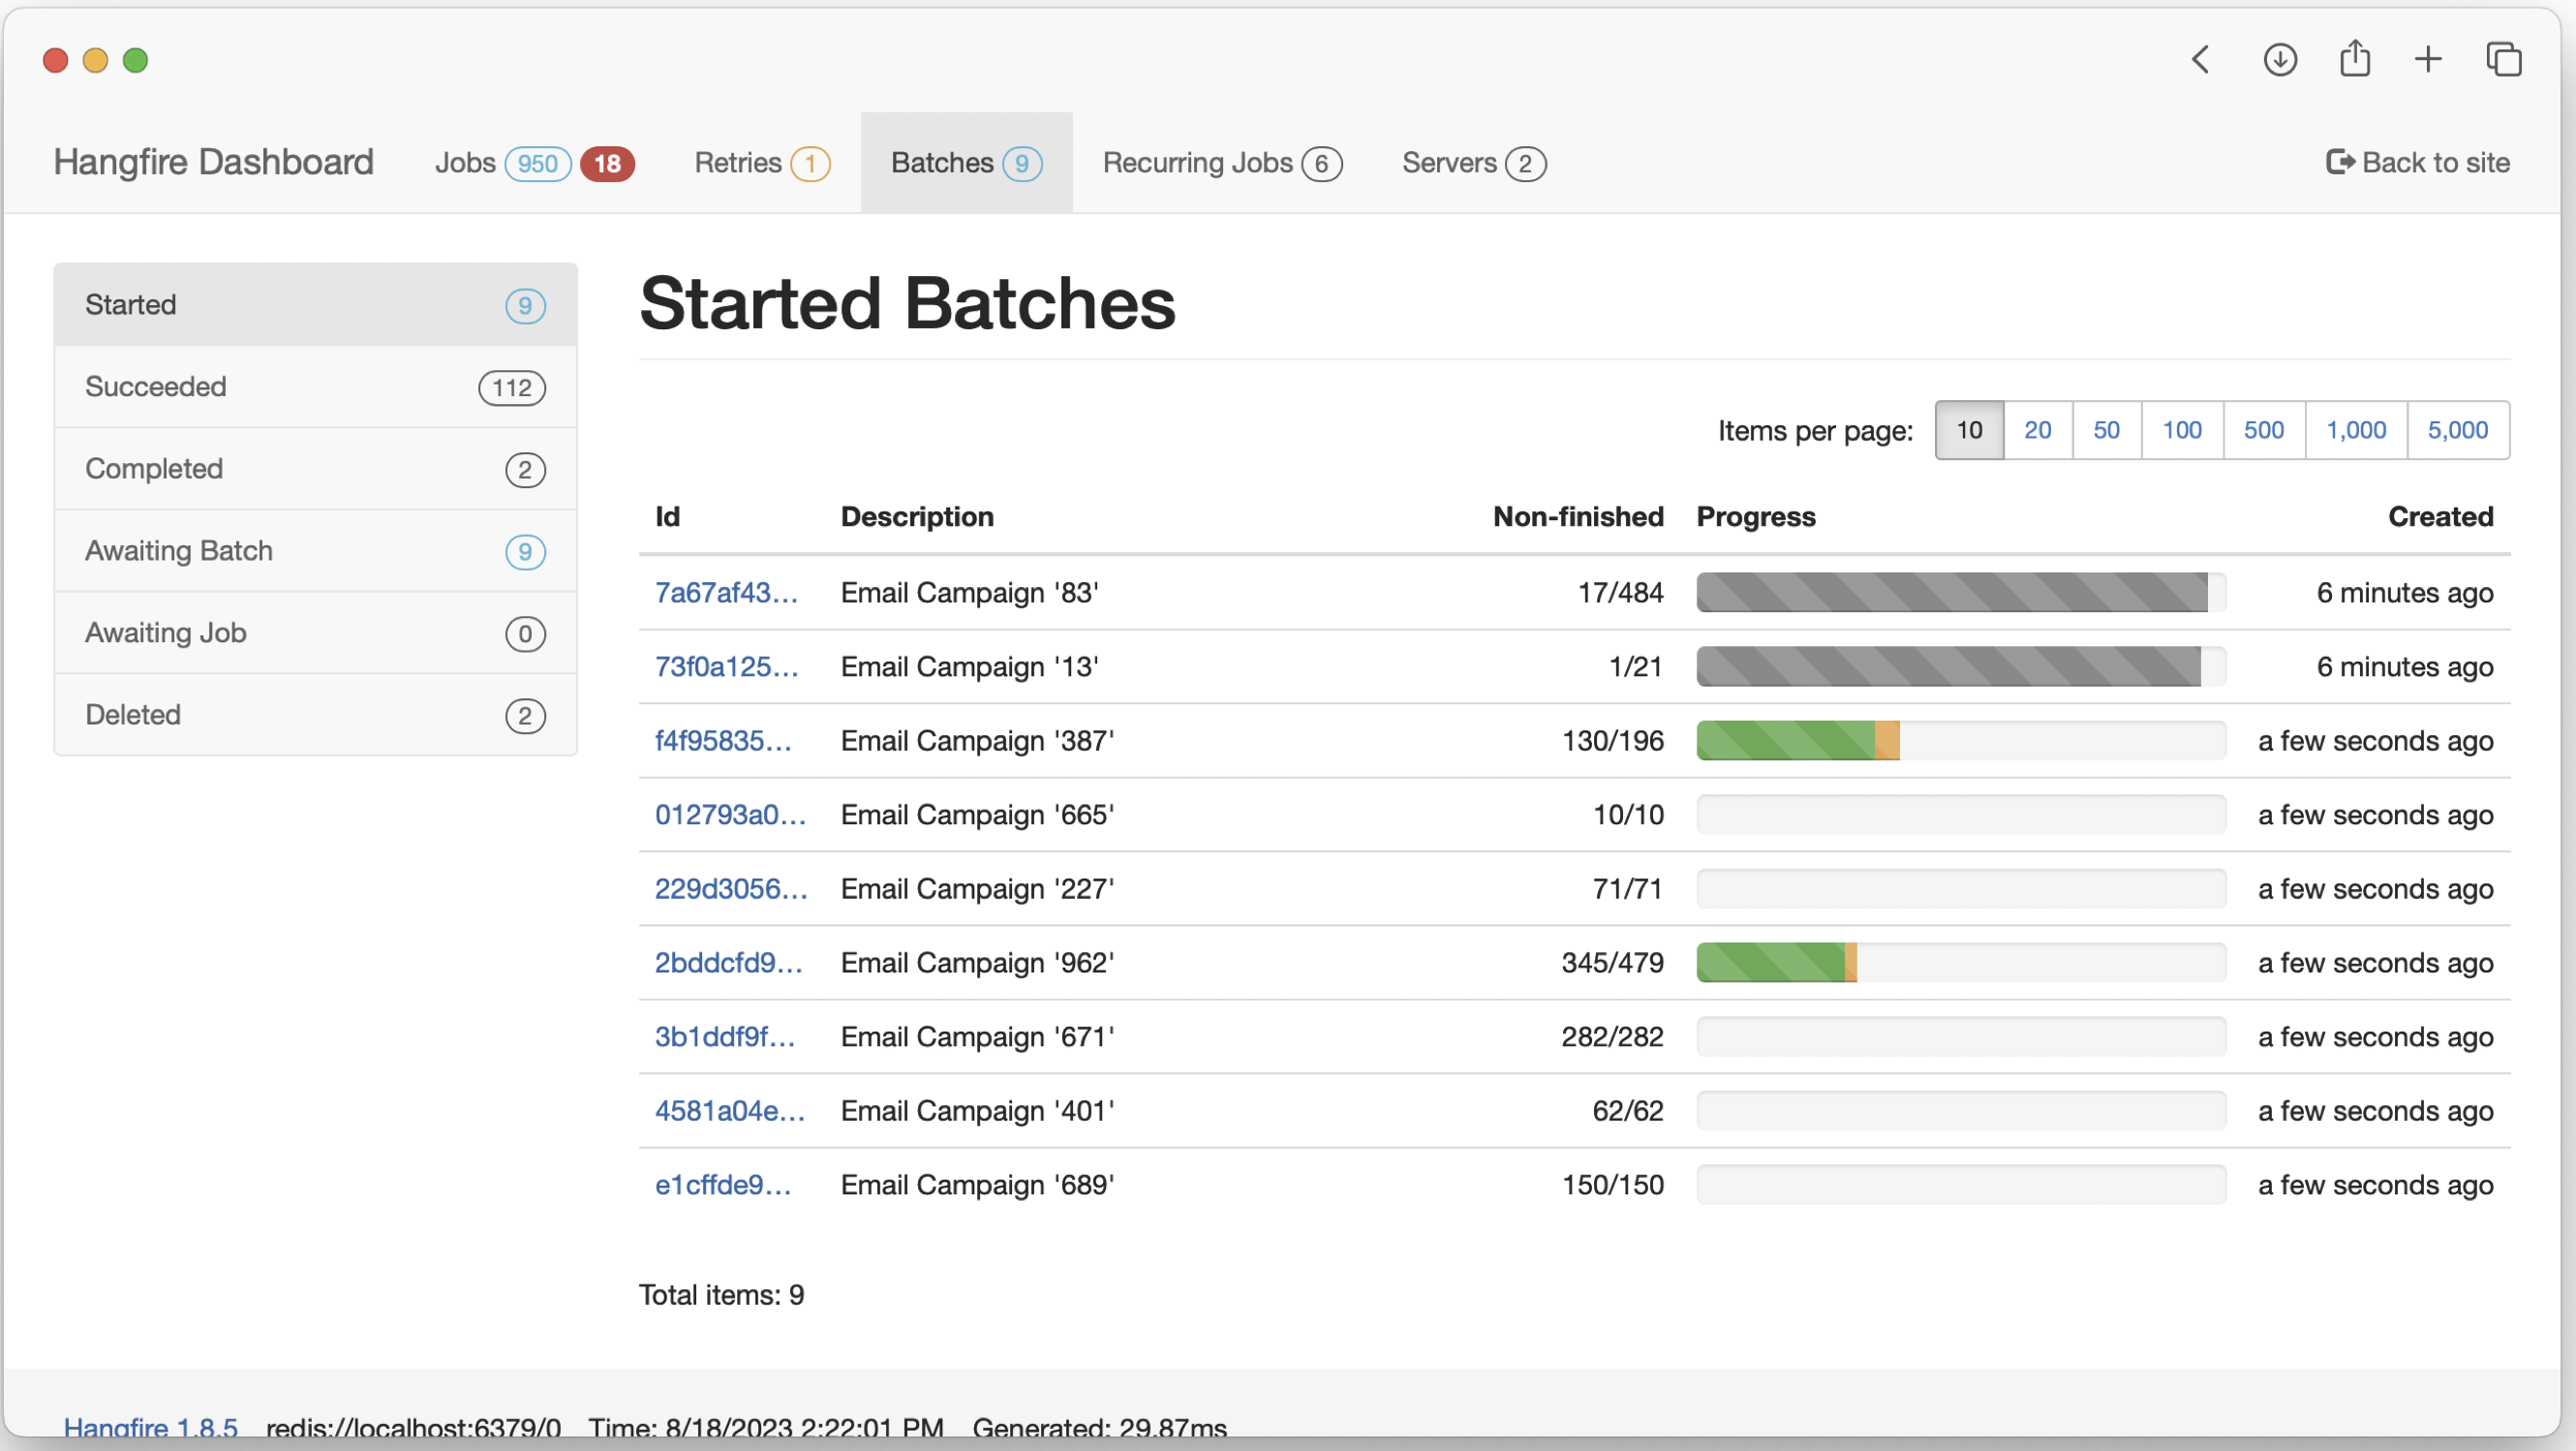 Hangfire Dashboard Jobs 950 18 Retries 1 Batches 9 Recurring Jobs 6 Servers 2 Back to site
Started 9
Succeeded 112
Completed 2
Awaiting Batch 9
Awaiting Job 0
Deleted 2
Started Batches
Items per page: 10 20 50 100 500 1,000 5,000
Id Description Non-finished Progress Created
7a67af43... Email Campaign '83' 17/484 6 minutes ago
73f0a125... Email Campaign '13' 1/21 6 minutes ago
f4f95835... Email Campaign '387' 130/196 a few seconds ago
012793a0... Email Campaign '665' 10/10 a few seconds ago
229d3056... Email Campaign '227' 71/71 a few seconds ago
2bddcfd9... Email Campaign '962' 345/479 a few seconds ago
3b1ddf9f... Email Campaign '671' 282/282 a few seconds ago
4581a04e... Email Campaign '401' 62/62 a few seconds ago
e1cffde9... Email Campaign '689' 150/150 a few seconds ago
Total items: 9
Hangfire 1.8.5 redis://localhost:6379/0 Time: 8/18/2023 2:22:01 PM Generated: 29.87ms